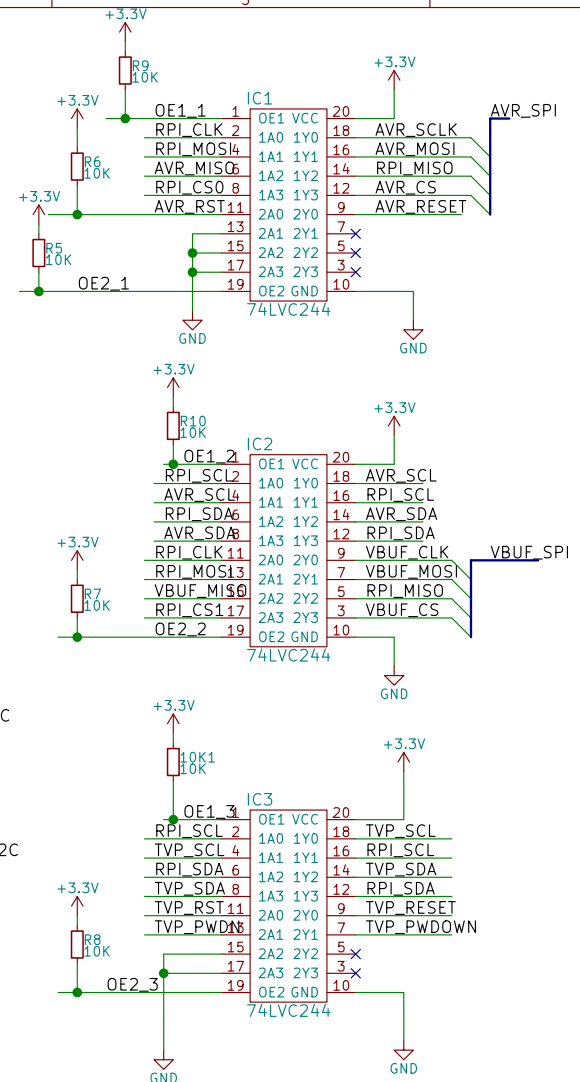 +3.3V
R9
10K
+3.3V
+3.3V
R6
10K
+3.3V
R5
10K
IC1
OE1_1 1 OE1 VCC 20
RPI_CLK 2 1A0 1Y0 18 AVR_SCLK
RPI_MOSI 4 1A1 1Y1 16 AVR_MOSI
AVR_MISO 6 1A2 1Y2 14 RPI_MISO
RPI_CS0 8 1A3 1Y3 12 AVR_CS
AVR_RST 11 2A0 2Y0 9 AVR_RESET
13 2A1 2Y1 7
15 2A2 2Y2 5
17 2A3 2Y3 3
OE2_1 19 OE2 GND 10
74LVC244
AVR_SPI
GND
GND
+3.3V
R10
10K
+3.3V
IC2
OE1_2 1 OE1 VCC 20
RPI_SCL 2 1A0 1Y0 18 AVR_SCL
AVR_SCL 4 1A1 1Y1 16 RPI_SCL
RPI_SDA 6 1A2 1Y2 14 AVR_SDA
AVR_SDA 8 1A3 1Y3 12 RPI_SDA
RPI_CLK 11 2A0 2Y0 9 VBUF_CLK
RPI_MOSI 13 2A1 2Y1 7 VBUF_MOSI
VBUF_MISO 15 2A2 2Y2 5 RPI_MISO
RPI_CS1 17 2A3 2Y3 3 VBUF_CS
OE2_2 19 OE2 GND 10
74LVC244
VBUF_SPI
+3.3V
R7
10K
GND
C
+3.3V
10K1
10K
+3.3V
IC3
OE1_3 1 OE1 VCC 20
RPI_SCL 2 1A0 1Y0 18 TVP_SCL
TVP_SCL 4 1A1 1Y1 16 RPI_SCL
RPI_SDA 6 1A2 1Y2 14 TVP_SDA
TVP_SDA 8 1A3 1Y3 12 RPI_SDA
TVP_RST 11 2A0 2Y0 9 TVP_RESET
TVP_PWDN 13 2A1 2Y1 7 TVP_PWDOWN
15 2A2 2Y2 5
17 2A3 2Y3 3
OE2_3 19 OE2 GND 10
74LVC244
2C
+3.3V
R8
10K
GND
GND